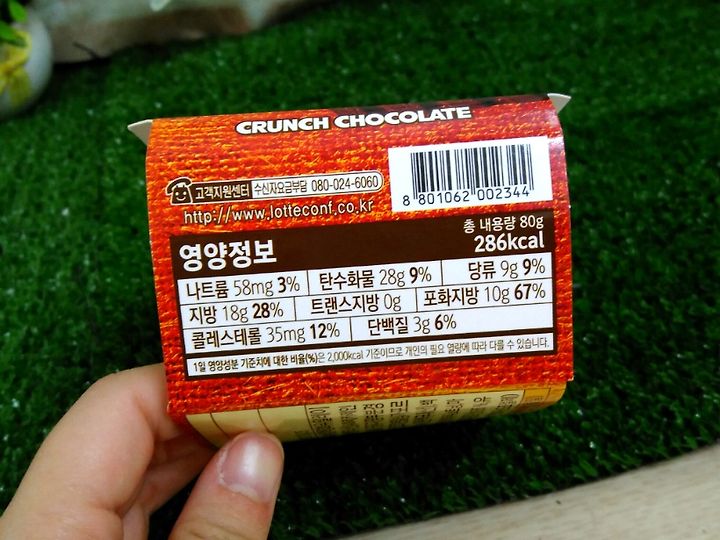 CRUNCH CHOCOLATE
고객지원센터 수신자요금부담 080-024-6060
http://www.lotteconf.co.kr
8 801062 002344
영양정보
총 내용량 80g
286kcal
나트륨 58mg 3% 탄수화물 28g 9% 당류 9g 9%
지방 18g 28% 트랜스지방 0g 포화지방 10g 67%
콜레스테롤 35mg 12% 단백질 3g 6%
1일 영양성분 기준치에 대한 비율(%)은 2,000kcal 기준이므로 개인의 필요 열량에 따라 다를 수 있습니다.